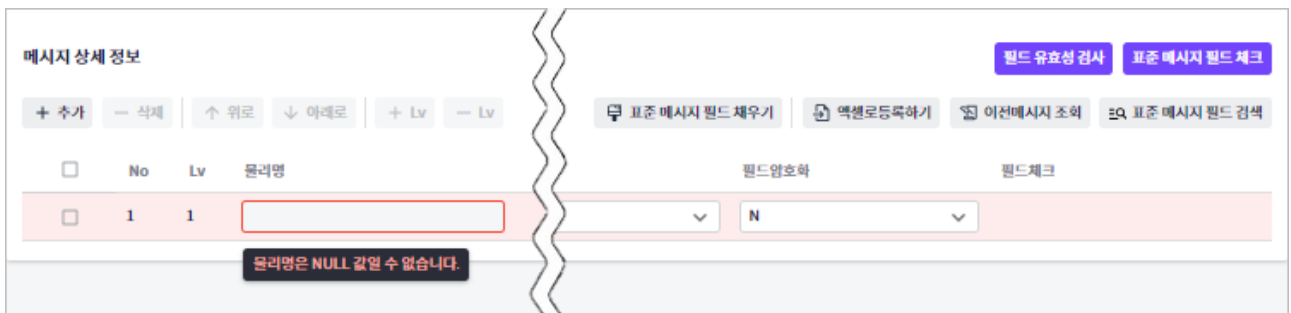 메시지 상세 정보
필드 유효성 검사 표준 메시지 필드 체크
+ 추가 − 삭제 ↑ 위로 ↓ 아래로 + Lv − Lv 표준 메시지 필드 채우기 엑셀로등록하기 이전메시지 조회 표준 메시지 필드 검색
No Lv 물리명 필드암호화 필드체크
1 1 N
물리명은 NULL 값일 수 없습니다.